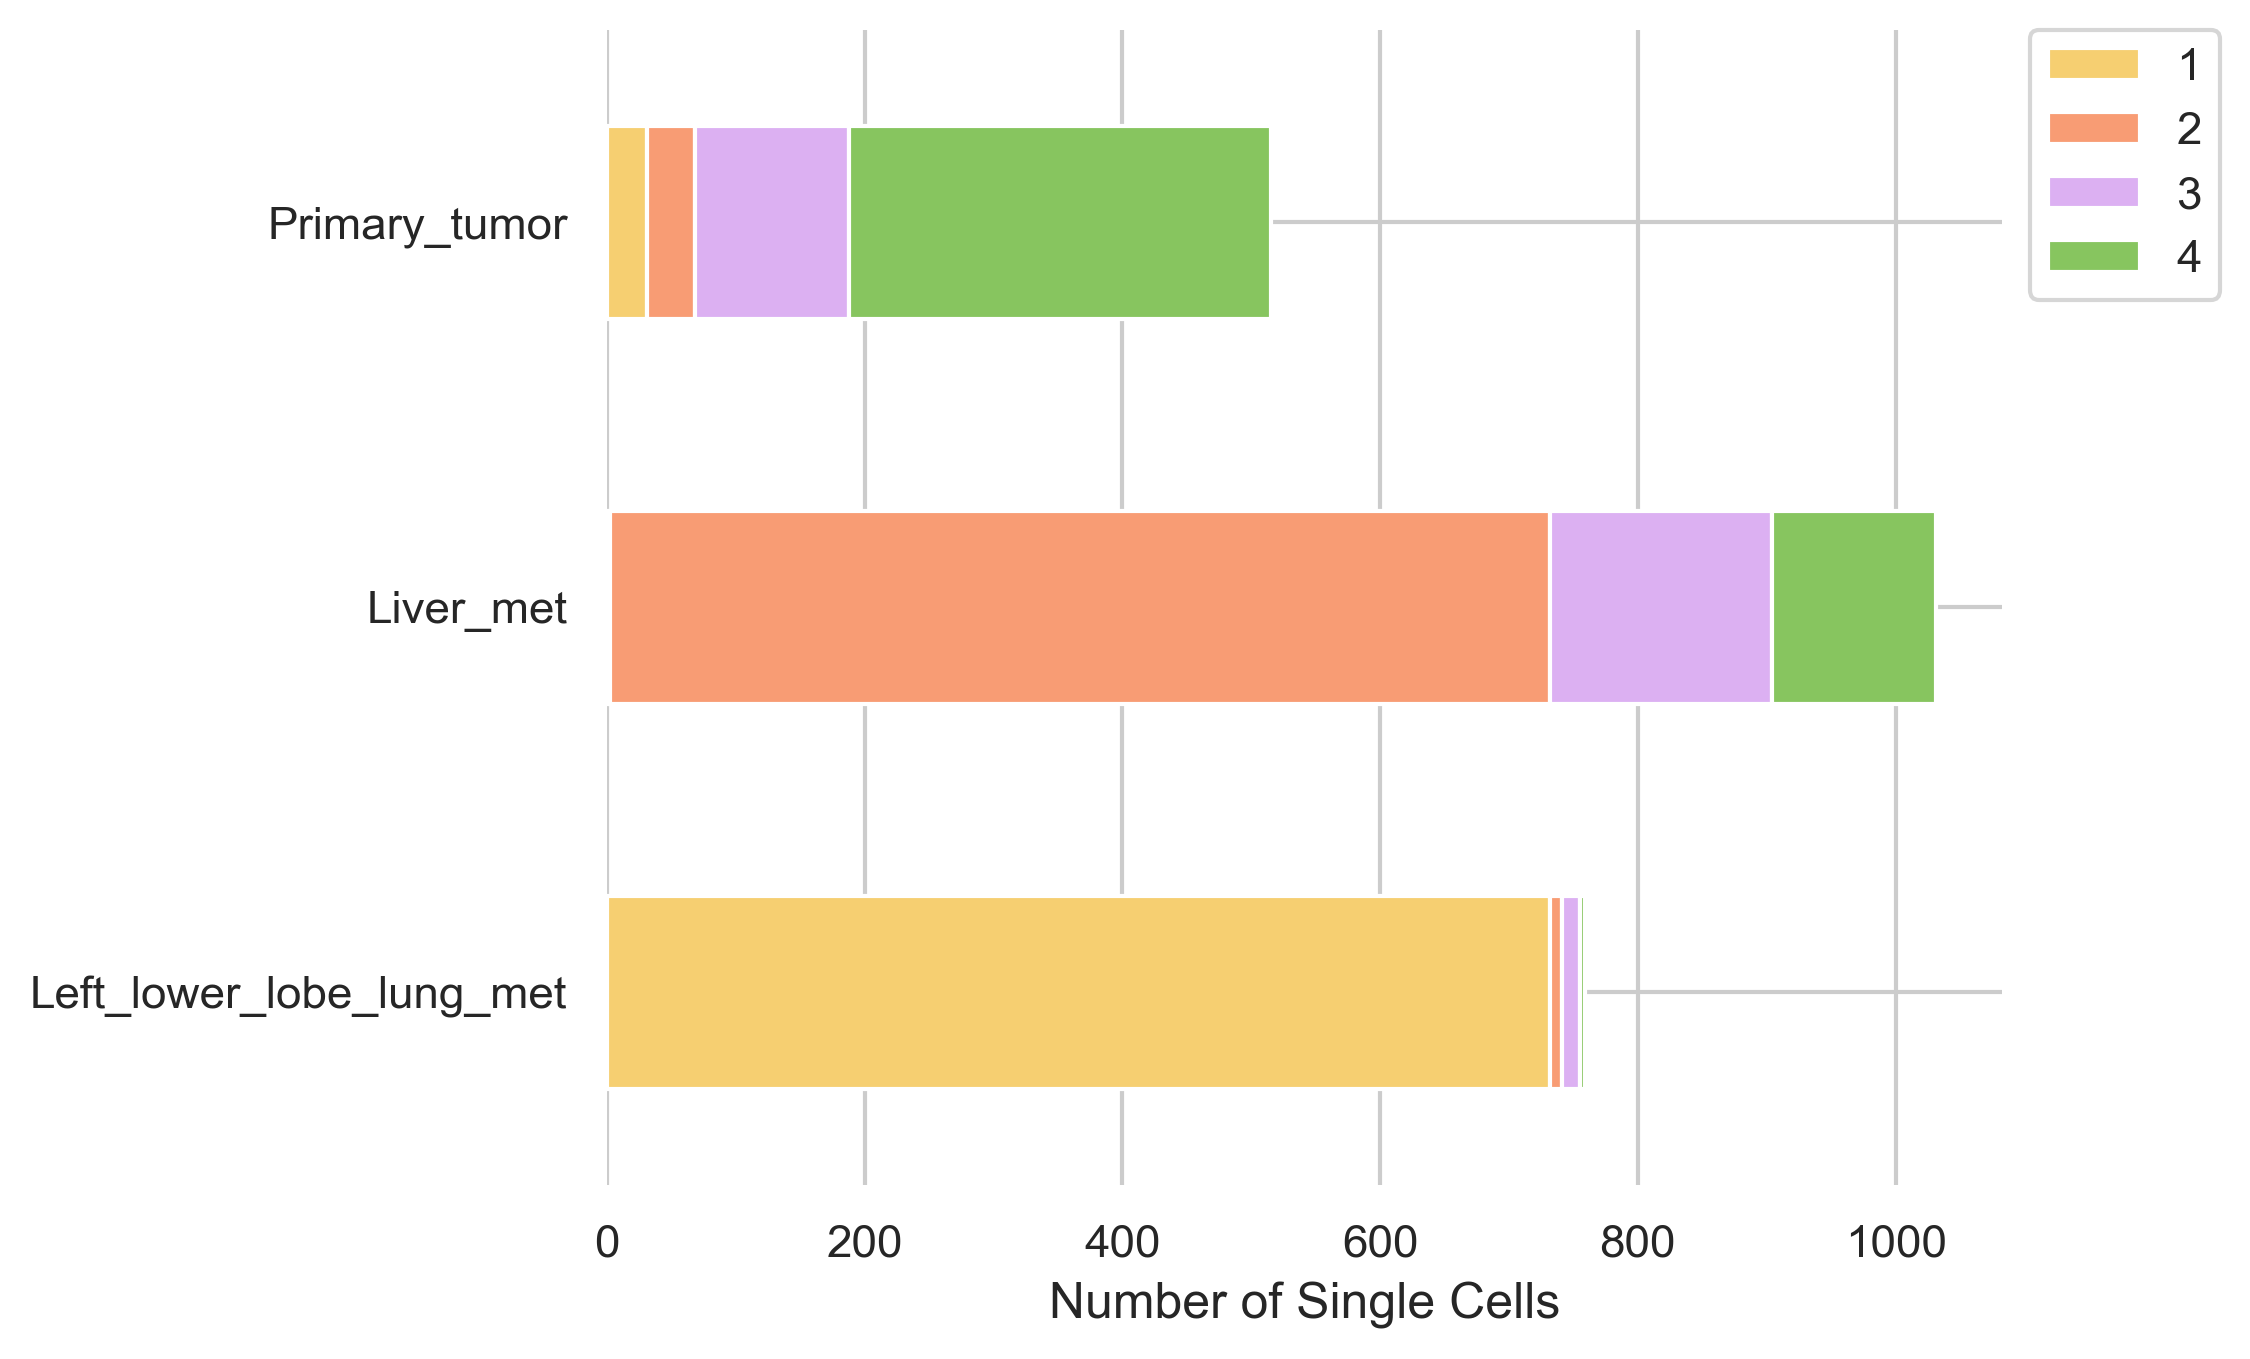 1
2
3
4
Primary_tumor
Liver_met
Left_lower_lobe_lung_met
0 200 400 600 800 1000
Number of Single Cells